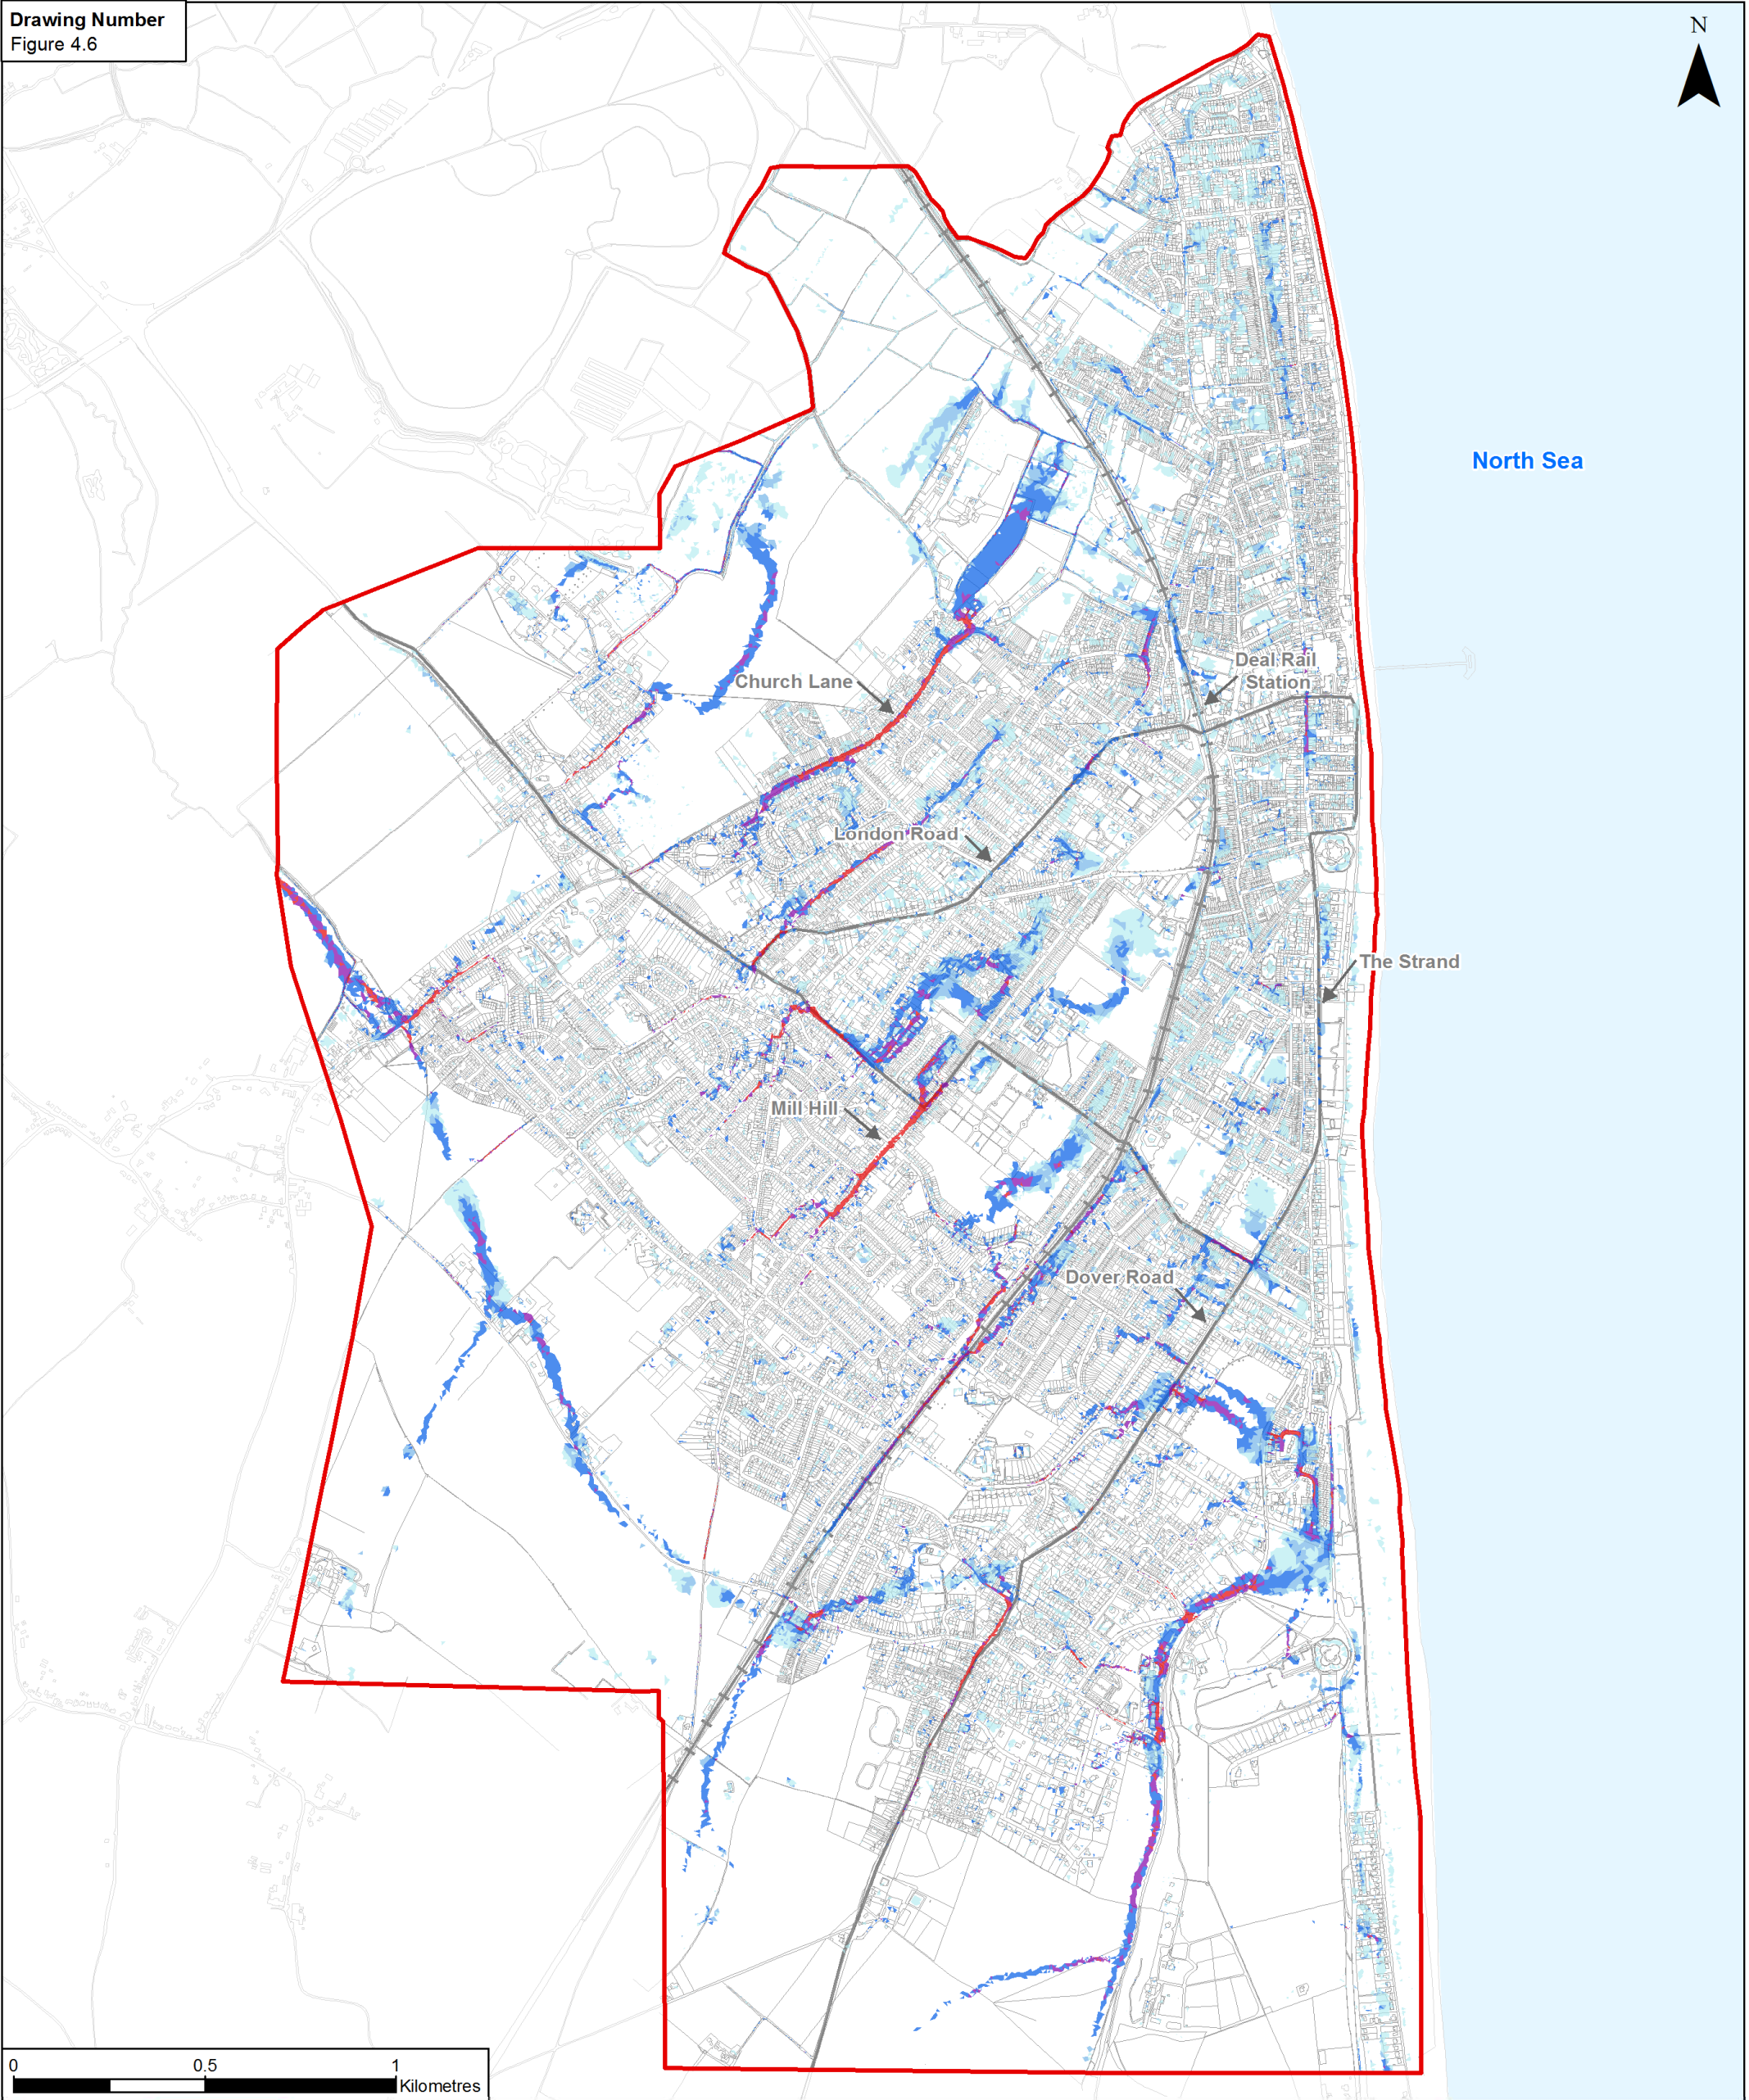 Drawing Number
Figure 4.6
N
North Sea
Deal Rail
Station
Church Lane
London Road
The Strand
Mill Hill
Dover Road
0 0.5 1
Kilometres